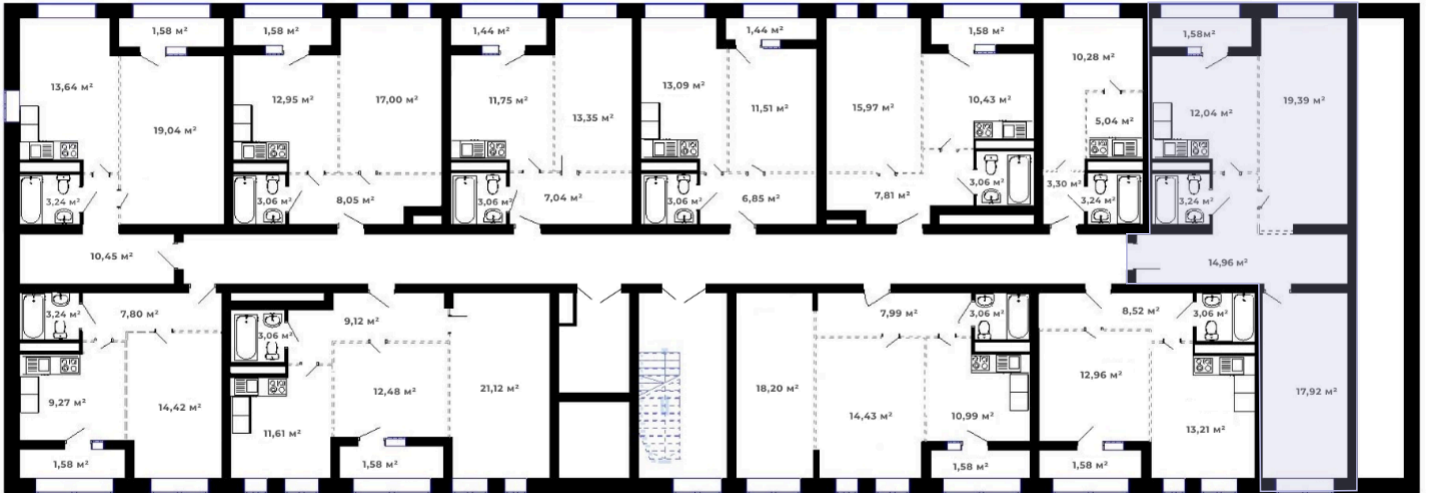 1,58 м²
1,58 м²
1,44 м²
1,44 м²
1,58 м²
1,58м²
10,28 м²
13,64 м²
12,95 м²
17,00 м²
11,75 м²
13,09 м²
11,51 м²
15,97 м²
10,43 м²
19,39 м²
19,04 м²
13,35 м²
5,04 м²
12,04 м²
3,24 м²
3,06 м²
8,05 м²
3,06 м²
7,04 м²
3,06 м²
6,85 м²
7,81 м²
3,06 м²
3,30 м²
3,24 м²
3,24 м²
10,45 м²
14,96 м²
3,24 м²
7,80 м²
9,12 м²
3,06 м²
7,99 м²
3,06 м²
8,52 м²
3,06 м²
9,27 м²
14,42 м²
11,61 м²
12,48 м²
21,12 м²
18,20 м²
14,43 м²
10,99 м²
12,96 м²
13,21 м²
17,92 м²
1,58 м²
1,58 м²
1,58 м²
1,58 м²